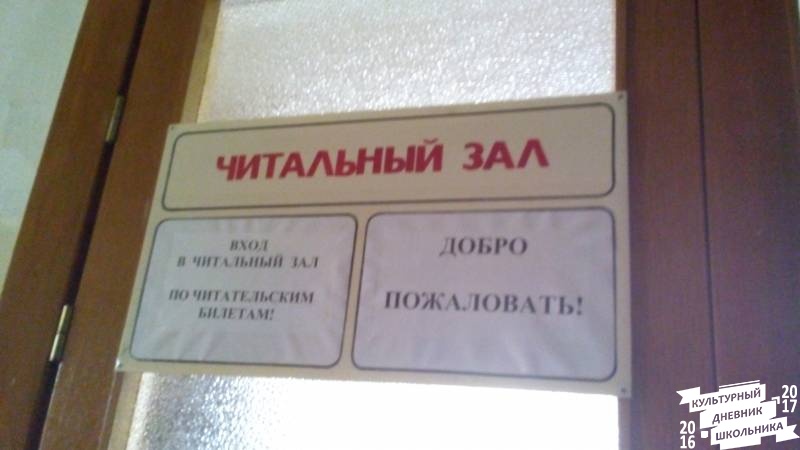 ЧИТАЛЬНЫЙ ЗАЛ
ВХОД
В ЧИТАЛЬНЫЙ ЗАЛ
ПО ЧИТАТЕЛЬСКИМ
БИЛЕТАМ!
ДОБРО
ПОЖАЛОВАТЬ!
КУЛЬТУРНЫЙ
ДНЕВНИК
ШКОЛЬНИКА
2016
2017